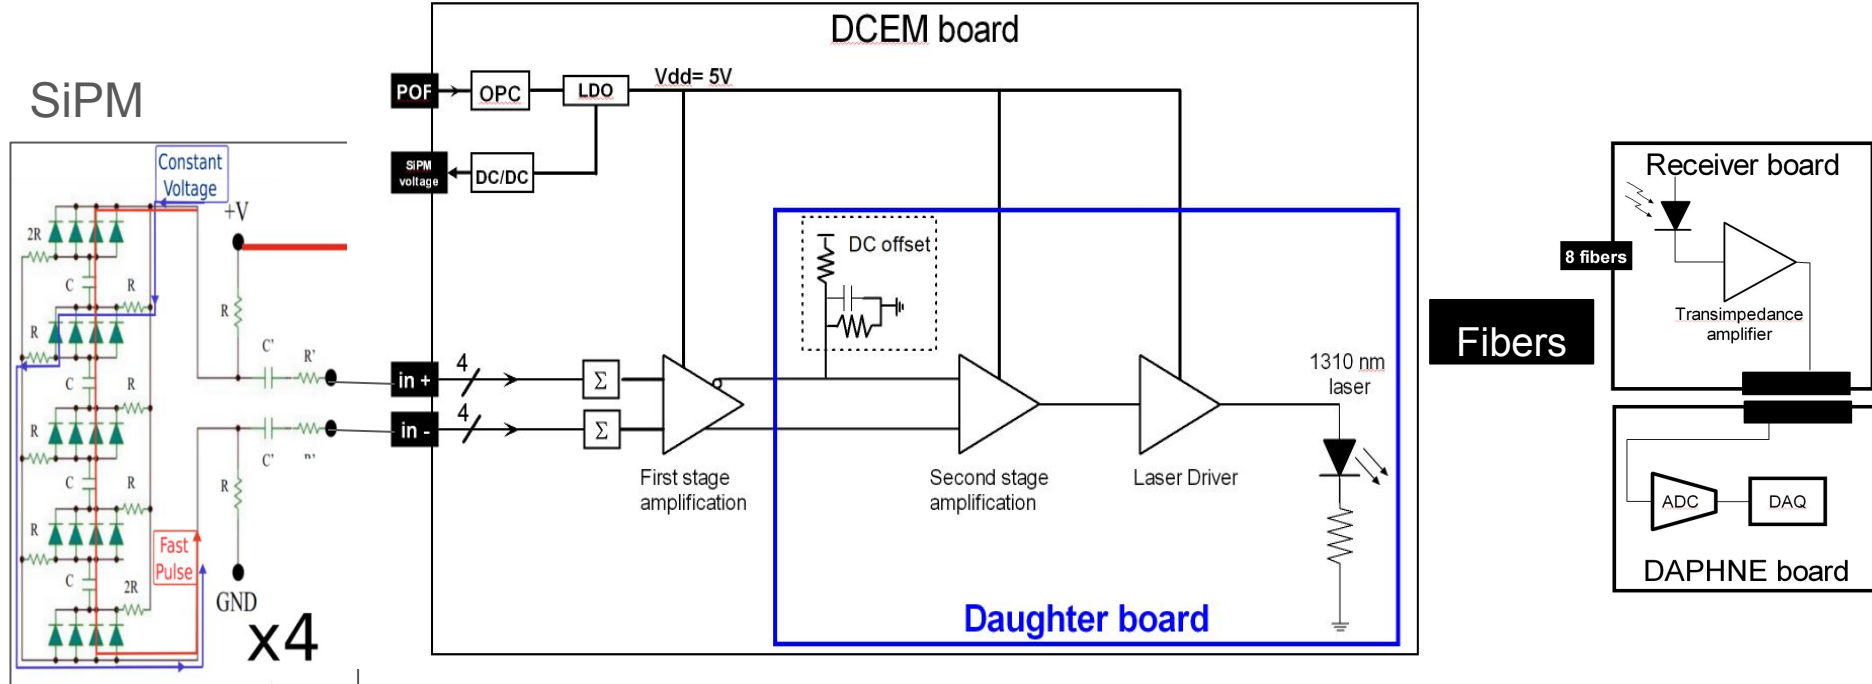 SiPM
Constant
Voltage
+V
2R
C
R
R
R
C'
R'
C
R
R
C'
C
R
R
R
Fast
Pulse
C
2R
GND
x4
DCEM board
POF
OPC
LDO
Vdd= 5V
SiPM
voltage
DC/DC
DC offset
in +
4
Σ
in -
4
Σ
First stage
amplification
Second stage
amplification
Laser Driver
1310 nm
laser
Daughter board
Fibers
Receiver board
8 fibers
Transimpedance
amplifier
ADC
DAQ
DAPHNE board